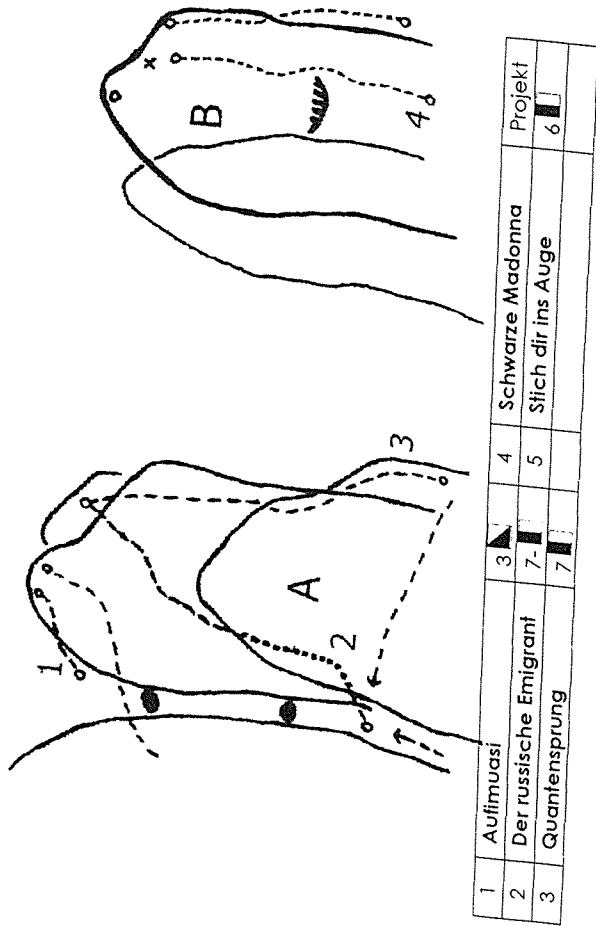 1
B
A
2
3
4
1 Aufimuasi 3 4 Schwarze Madonna Projekt
2 Der russische Emigrant 7- 5 Stich dir ins Auge 6
3 Quantensprung 7